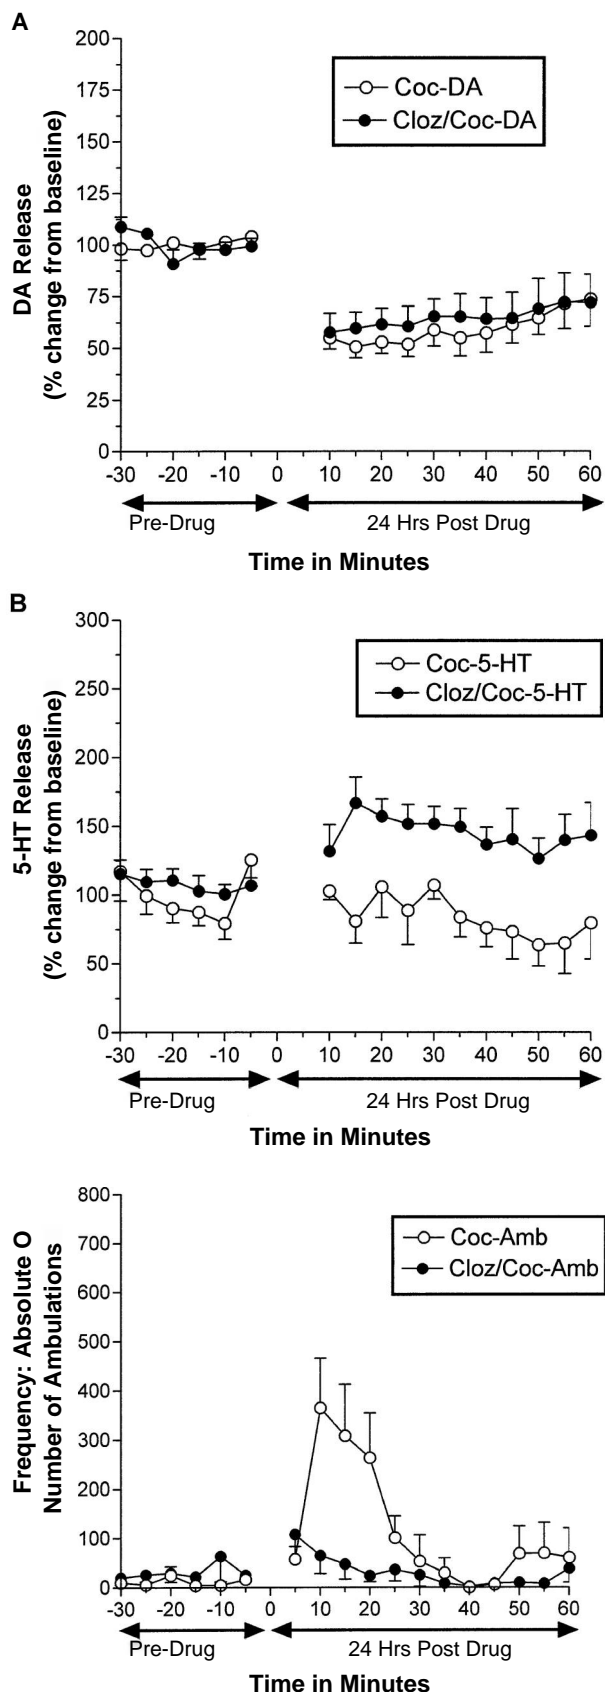 A
200
175
150
125
100
75
50
25
0
DA Release
(% change from baseline)
Coc-DA
Cloz/Coc-DA
-30 -20 -10 0 10 20 30 40 50 60
Pre-Drug 24 Hrs Post Drug
Time in Minutes
B
300
250
200
150
100
50
0
5-HT Release
(% change from baseline)
Coc-5-HT
Cloz/Coc-5-HT
-30 -20 -10 0 10 20 30 40 50 60
Pre-Drug 24 Hrs Post Drug
Time in Minutes
800
700
600
500
400
300
200
100
0
Frequency: Absolute O
Number of Ambulations
Coc-Amb
Cloz/Coc-Amb
-30 -20 -10 0 10 20 30 40 50 60
Pre-Drug 24 Hrs Post Drug
Time in Minutes